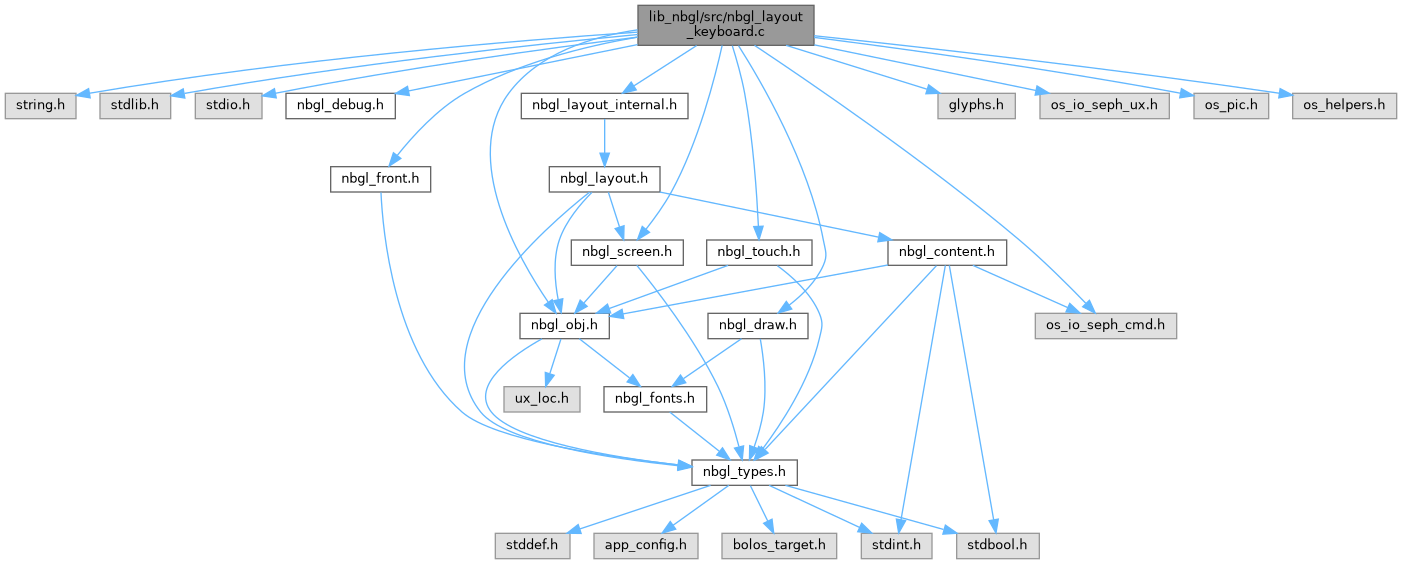 lib_nbgl/src/nbgl_layout
_keyboard.c
string.h
stdlib.h
stdio.h
nbgl_debug.h
nbgl_layout_internal.h
glyphs.h
os_io_seph_ux.h
os_pic.h
os_helpers.h
nbgl_front.h
nbgl_layout.h
nbgl_screen.h
nbgl_touch.h
nbgl_content.h
nbgl_obj.h
nbgl_draw.h
os_io_seph_cmd.h
ux_loc.h
nbgl_fonts.h
nbgl_types.h
stddef.h
app_config.h
bolos_target.h
stdint.h
stdbool.h